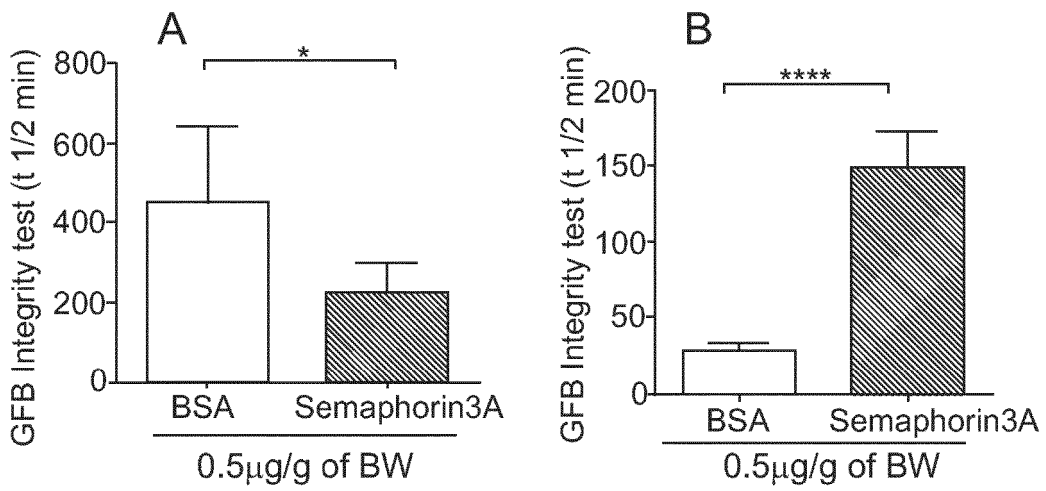 A
GFB Integrity test (t 1/2 min)
*
800
600
400
200
0
BSA Semaphorin3A
0.5µg/g of BW
B
GFB Integrity test (t 1/2 min)
****
200
150
100
50
0
BSA Semaphorin3A
0.5µg/g of BW